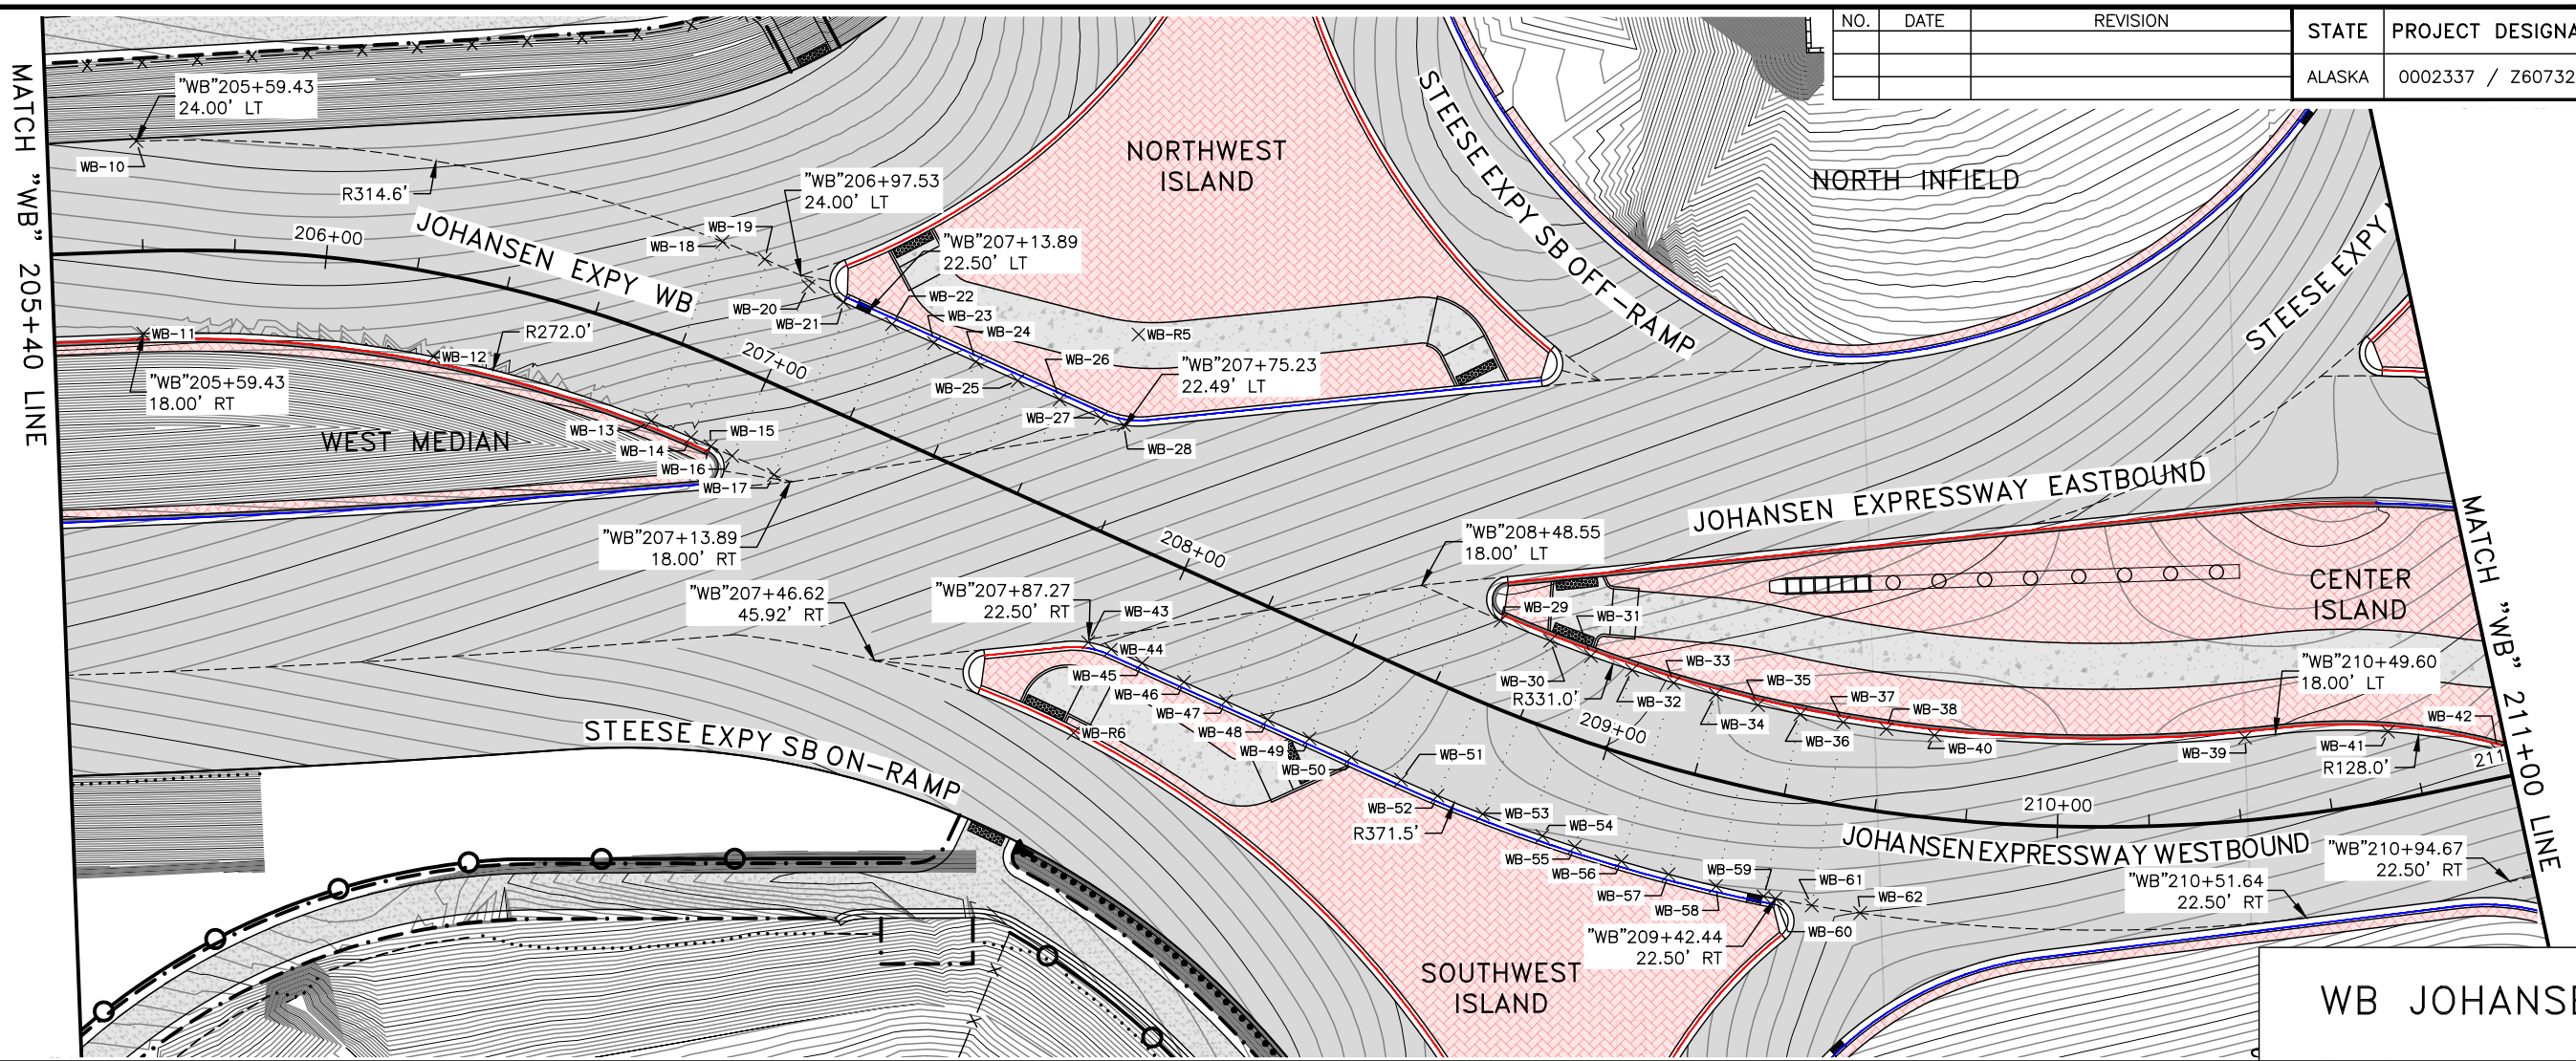 NO. DATE REVISION
STATE PROJECT DESIGNA
ALASKA 0002337 / Z60732
MATCH "WB" 205+40 LINE
"WB"205+59.43
24.00' LT
WB-10
R314.6'
JOHANSEN EXPY WB
206+00
WB-11
"WB"205+59.43
18.00' RT
WB-12
R272.0'
WEST MEDIAN
WB-13
WB-14
WB-15
WB-16
WB-17
"WB"207+13.89
18.00' RT
WB-18
WB-19
WB-20
WB-21
"WB"206+97.53
24.00' LT
"WB"207+13.89
22.50' LT
207+00
NORTHWEST
ISLAND
WB-22
WB-23
WB-24
WB-25
WB-26
WB-27
WB-28
WB-R5
"WB"207+75.23
22.49' LT
STEESE EXPY SB OFF-RAMP
NORTH INFIELD
STEESE EXPY
JOHANSEN EXPRESSWAY EASTBOUND
MATCH "WB" 211+00 LINE
"WB"207+46.62
45.92' RT
"WB"207+87.27
22.50' RT
208+00
"WB"208+48.55
18.00' LT
CENTER
ISLAND
WB-29
WB-30
WB-31
R331.0'
WB-32
WB-33
WB-34
WB-35
WB-36
WB-37
WB-38
WB-40
WB-39
"WB"210+49.60
18.00' LT
WB-41
WB-42
R128.0'
211
209+00
210+00
STEESE EXPY SB ON-RAMP
WB-43
WB-44
WB-45
WB-46
WB-47
WB-48
WB-49
WB-50
WB-R6
WB-51
WB-52
R371.5'
WB-53
WB-54
WB-55
WB-56
WB-57
WB-58
WB-59
WB-60
WB-61
WB-62
JOHANSEN EXPRESSWAY WESTBOUND
"WB"210+94.67
22.50' RT
"WB"210+51.64
22.50' RT
"WB"209+42.44
22.50' RT
SOUTHWEST
ISLAND
WB JOHANSE